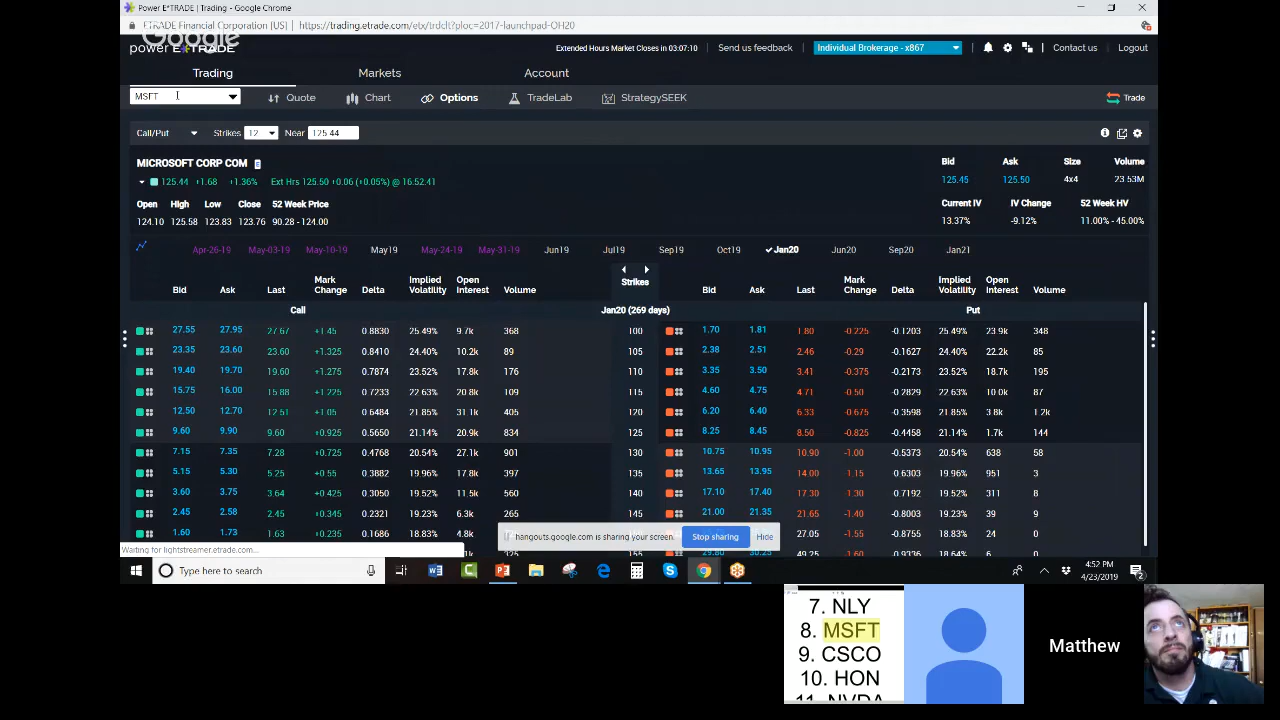 Power E*TRADE | Trading - Google Chrome
ETRADE Financial Corporation [US] | https://trading.etrade.com/etx/trddt?ploc=2017-launchpad-OH20
Google
power E*TRADE Extended Hours Market Closes in 03:07:10 Send us feedback Individual Brokerage - x867 Contact us Logout
Trading Markets Account
MSFT Quote Chart Options TradeLab StrategySEEK Trade
Call/Put Strikes 12 Near 125.44
MICROSOFT CORP COM Bid Ask Size Volume
125.44 +1.68 +1.36% Ext Hrs 125.50 +0.06 (+0.05%) @ 16:52:41 125.45 125.50 4x4 23.53M
Open High Low Close 52 Week Price Current IV IV Change 52 Week HV
124.10 125.58 123.83 123.76 90.28 - 124.00 13.37% -9.12% 11.00% - 45.00%
Apr-26-19 May-03-19 May-10-19 May19 May-24-19 May-31-19 Jun19 Jul19 Sep19 Oct19 Jan20 Jun20 Sep20 Jan21
Bid Ask Last Mark Change Delta Implied Volatility Open Interest Volume Strikes Bid Ask Last Mark Change Delta Implied Volatility Open Interest Volume
Call Jan20 (269 days) Put
27.55 27.95 27.67 +1.45 0.8830 25.49% 9.7k 368 100 1.70 1.81 1.80 -0.225 -0.1203 25.49% 23.9k 348
23.35 23.60 23.60 +1.325 0.8410 24.40% 10.2k 89 105 2.38 2.51 2.46 -0.29 -0.1627 24.40% 22.2k 85
19.40 19.70 19.60 +1.275 0.7874 23.52% 17.8k 176 110 3.35 3.50 3.41 -0.375 -0.2173 23.52% 18.7k 195
15.75 16.00 15.88 +1.225 0.7233 22.63% 20.8k 109 115 4.60 4.75 4.71 -0.50 -0.2829 22.63% 10.0k 87
12.50 12.70 12.51 +1.05 0.6484 21.85% 31.1k 405 120 6.20 6.40 6.33 -0.675 -0.3598 21.85% 3.8k 1.2k
9.60 9.90 9.60 +0.925 0.5650 21.14% 20.9k 834 125 8.25 8.45 8.50 -0.825 -0.4458 21.14% 1.7k 144
7.15 7.35 7.28 +0.725 0.4768 20.54% 27.1k 901 130 10.75 10.95 10.90 -1.00 -0.5373 20.54% 638 58
5.15 5.30 5.25 +0.55 0.3882 19.96% 17.8k 397 135 13.65 13.95 14.00 -1.15 -0.6303 19.96% 951 3
3.60 3.75 3.64 +0.425 0.3050 19.52% 11.5k 560 140 17.10 17.40 17.30 -1.30 -0.7192 19.52% 311 8
2.45 2.58 2.45 +0.345 0.2321 19.23% 6.3k 265 145 21.00 21.35 21.65 -1.40 -0.8003 19.23% 39 9
1.60 1.73 1.63 +0.235 0.1686 18.83% 4.8k 27.05 -1.55 -0.8755 18.83% 24 0
hangouts.google.com is sharing your screen. Stop sharing Hide
Waiting for lightstreamer.etrade.com...
Type here to search 4:52 PM
4/23/2019
7. NLY
8. MSFT
9. CSCO
10. HON
11. NVDA
Matthew